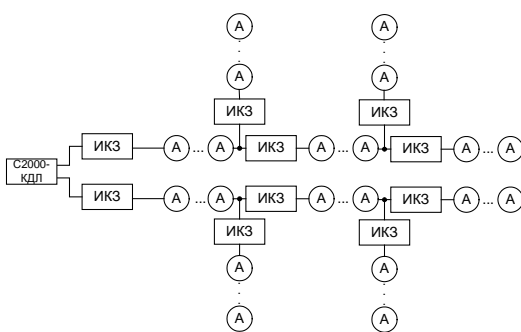 А А
А А
ИКЗ ИКЗ
С2000-
КДЛ
ИКЗ А ... А ИКЗ А ... А ИКЗ А ... А
ИКЗ А ... А ИКЗ А ... А ИКЗ А ... А
ИКЗ ИКЗ
А А
А А